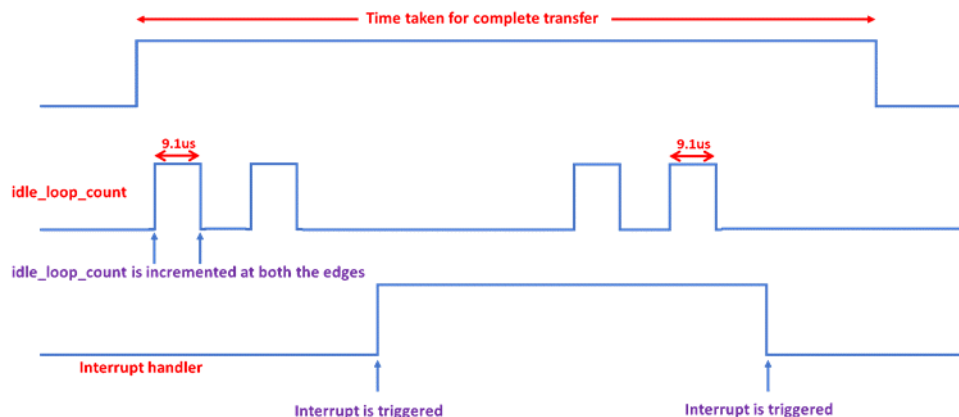 Time taken for complete transfer
9.1us
9.1us
idle_loop_count
idle_loop_count is incremented at both the edges
Interrupt handler
Interrupt is triggered
Interrupt is triggered